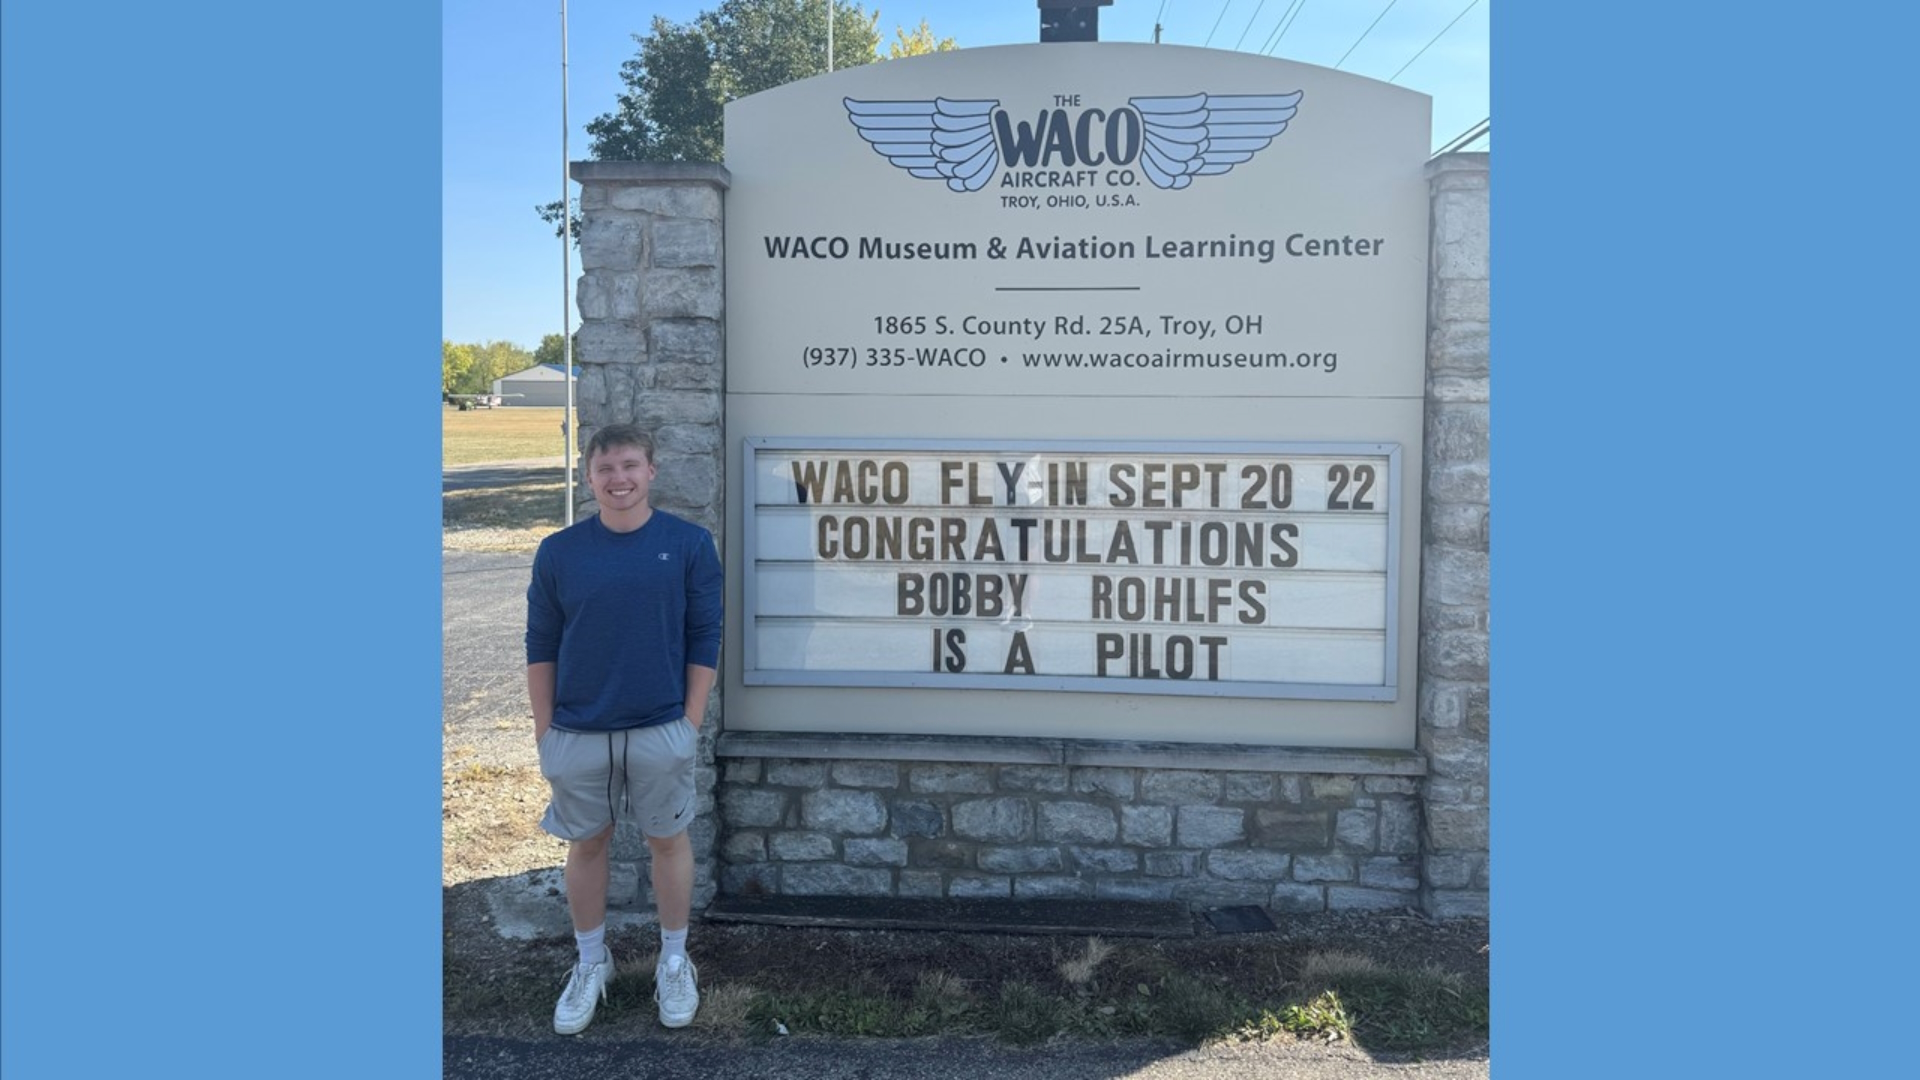 THE
WACO
AIRCRAFT CO.
TROY, OHIO, U.S.A.
WACO Museum & Aviation Learning Center
1865 S. County Rd. 25A, Troy, OH
(937) 335-WACO • www.wacoairmuseum.org
WACO FLY-IN SEPT 20 22
CONGRATULATIONS
BOBBY ROHLFS
IS A PILOT